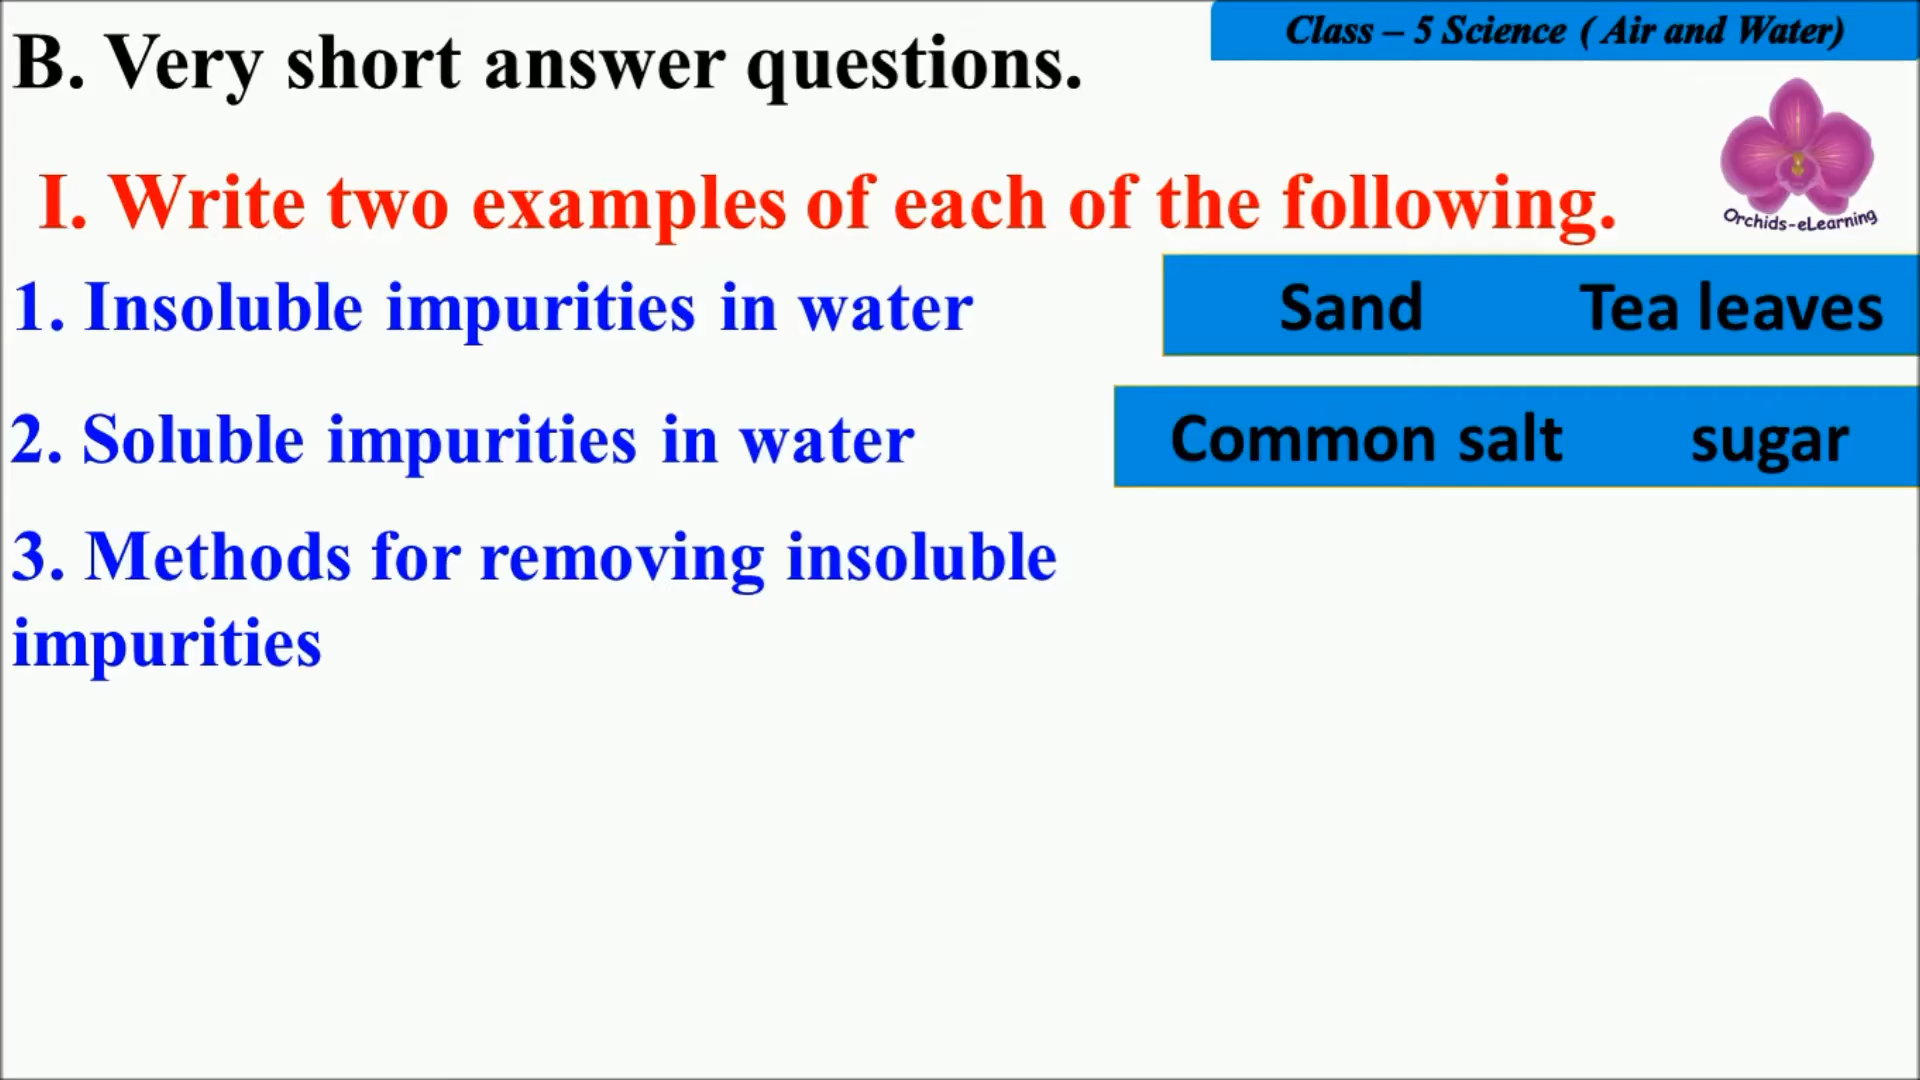 Class – 5 Science ( Air and Water)
B. Very short answer questions.
I. Write two examples of each of the following.
Orchids-eLearning
1. Insoluble impurities in water
Sand Tea leaves
2. Soluble impurities in water
Common salt sugar
3. Methods for removing insoluble
impurities